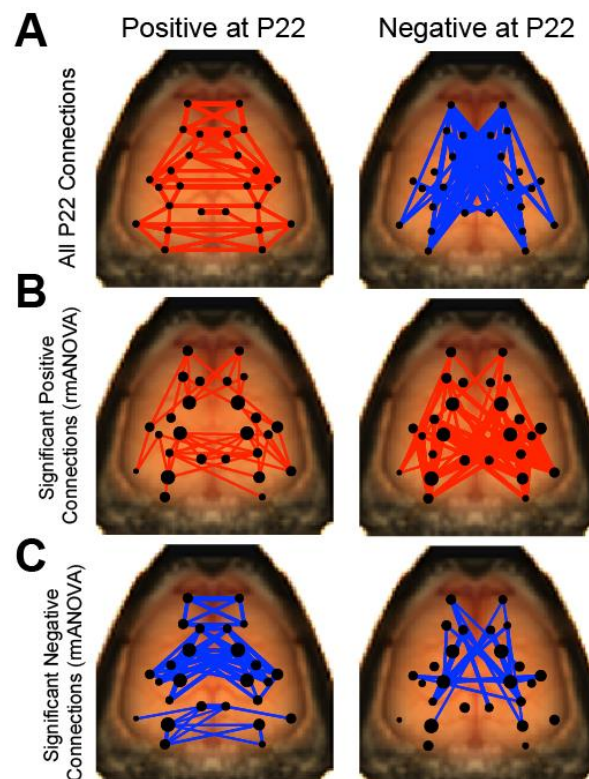 A
Positive at P22
Negative at P22
All P22 Connections
B
Significant Positive
Connections (rmANOVA)
C
Significant Negative
Connections (rmANOVA)